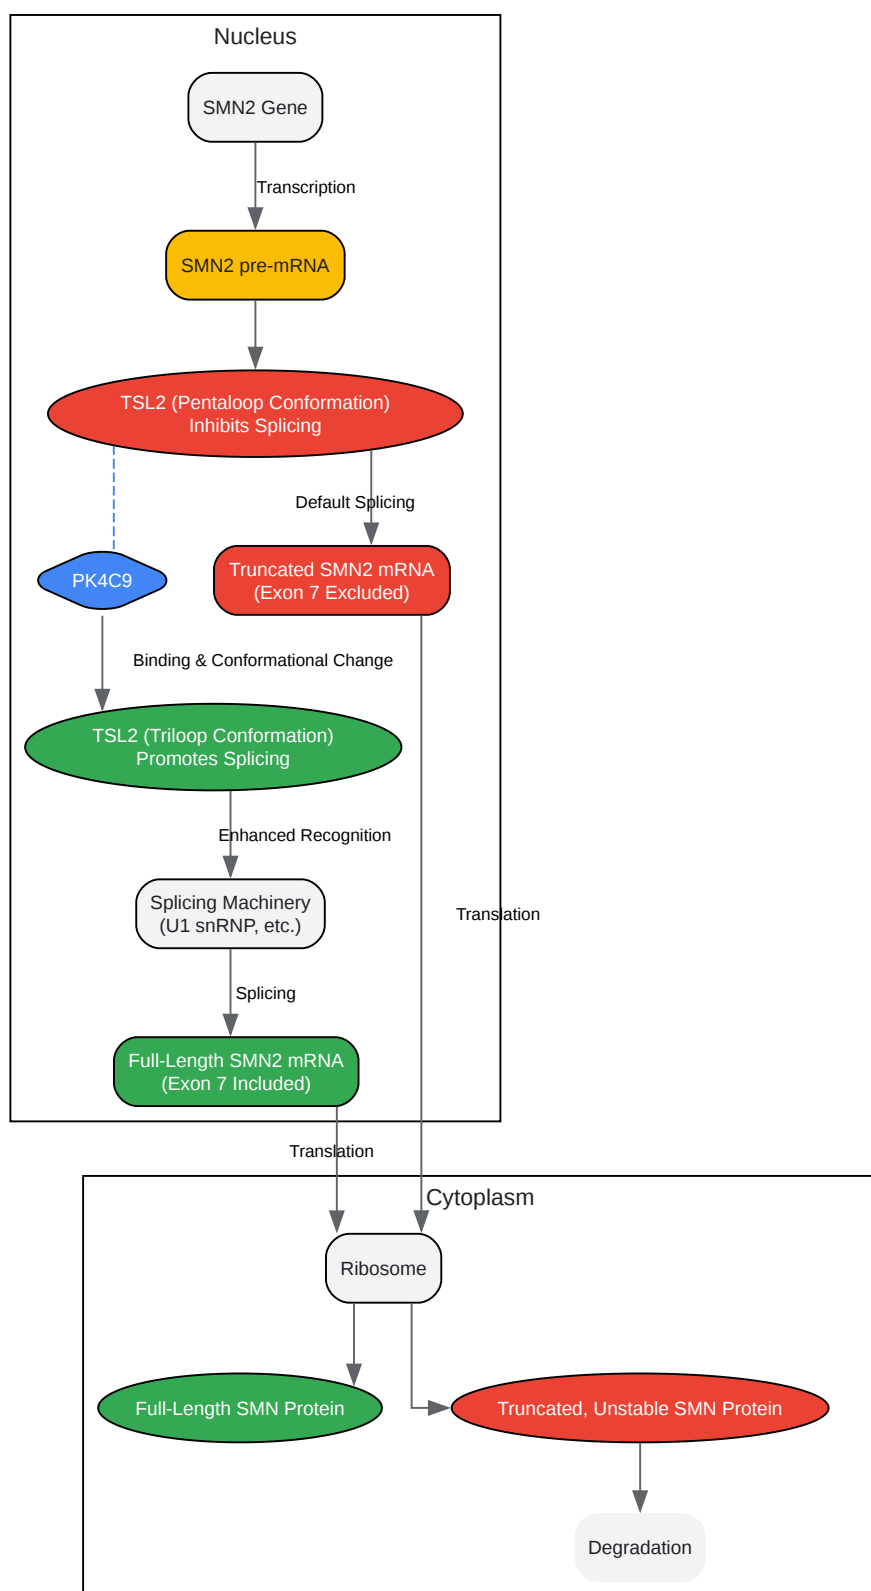 Nucleus
SMN2 Gene
Transcription
SMN2 pre-mRNA
TSL2 (Pentaloop Conformation)
Inhibits Splicing
Default Splicing
PK4C9
Truncated SMN2 mRNA
(Exon 7 Excluded)
Binding & Conformational Change
TSL2 (Triloop Conformation)
Promotes Splicing
Enhanced Recognition
Splicing Machinery
(U1 snRNP, etc.)
Translation
Splicing
Full-Length SMN2 mRNA
(Exon 7 Included)
Translation
Cytoplasm
Ribosome
Full-Length SMN Protein
Truncated, Unstable SMN Protein
Degradation